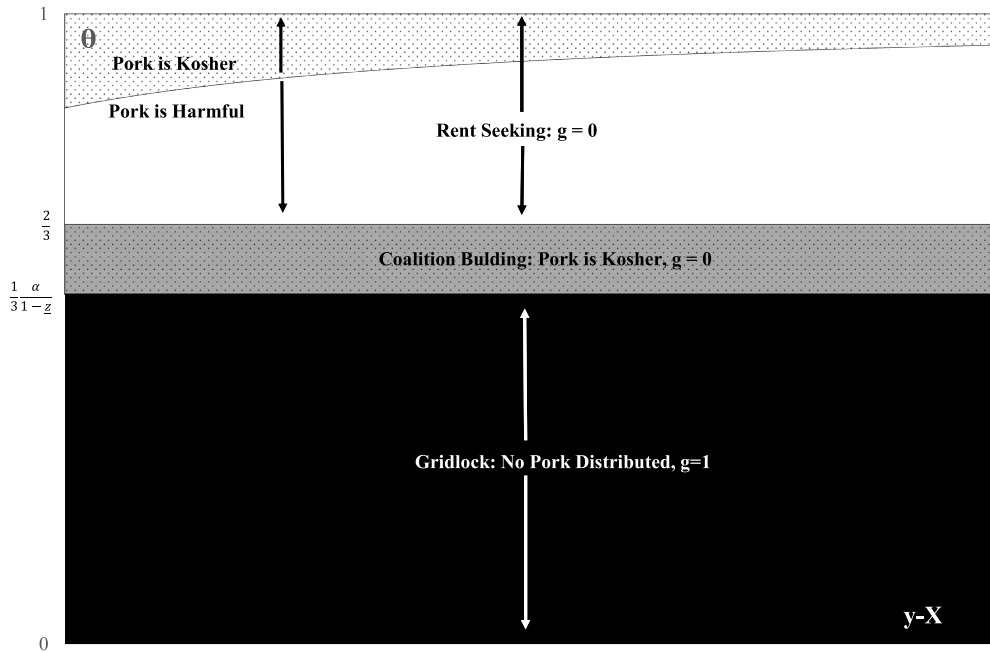 1
θ
Pork is Kosher
Pork is Harmful
Rent Seeking: g = 0
2
3
Coalition Bulding: Pork is Kosher, g = 0
1 α
3 1 − z̲
Gridlock: No Pork Distributed, g=1
y-X
0